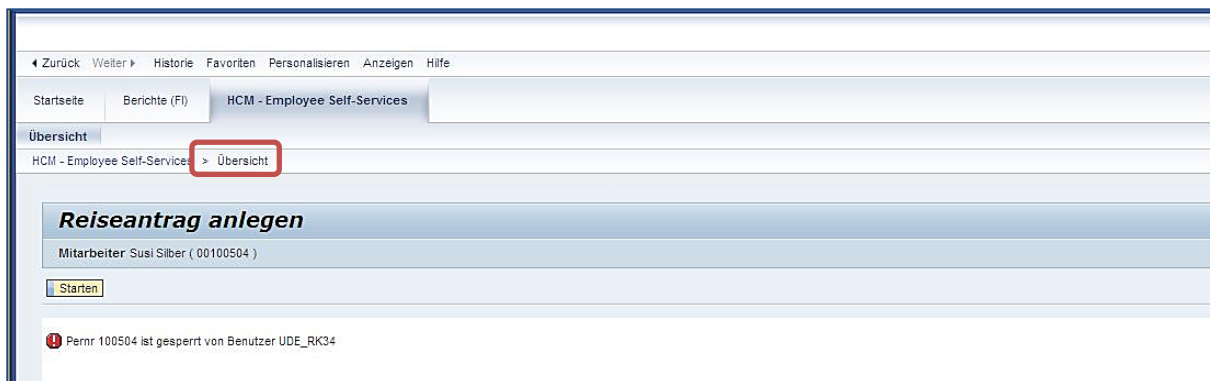 Zurück Weiter Historie Favoriten Personalisieren Anzeigen Hilfe
Startseite Berichte (FI) HCM - Employee Self-Services
Übersicht
HCM - Employee Self-Services > Übersicht
Reiseantrag anlegen
Mitarbeiter Susi Silber ( 00100504 )
Starten
Pernr 100504 ist gesperrt von Benutzer UDE_RK34